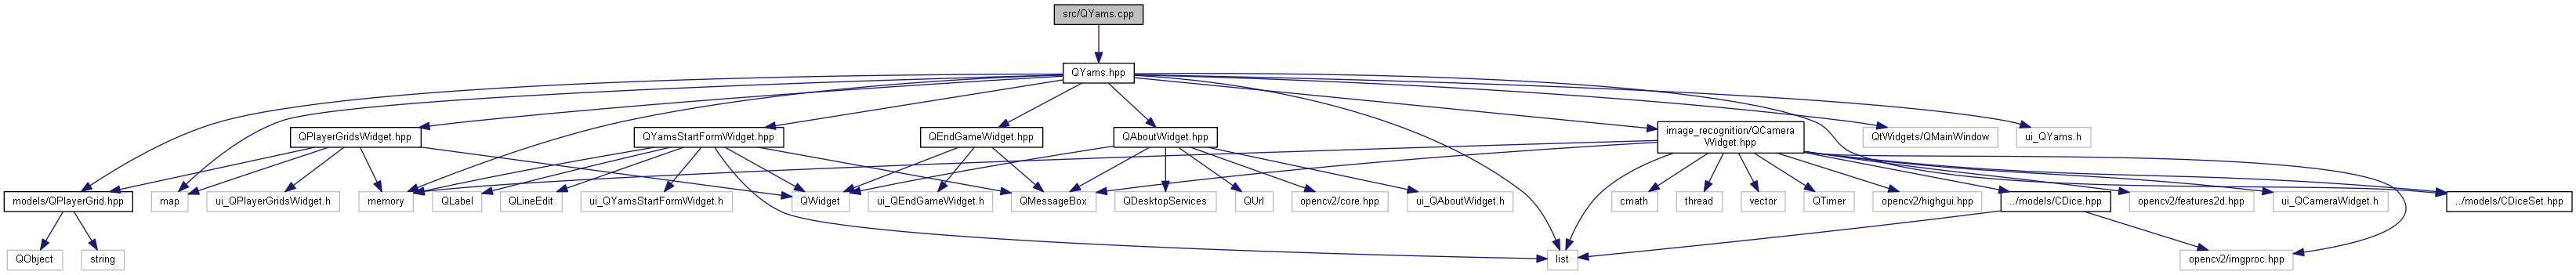 src/QYams.cpp
QYams.hpp
QPlayerGridsWidget.hpp
QYamsStartFormWidget.hpp
QEndGameWidget.hpp
QAboutWidget.hpp
image_recognition/QCamera
Widget.hpp
QtWidgets/QMainWindow
ui_QYams.h
models/QPlayerGrid.hpp
map
ui_QPlayerGridsWidget.h
memory
QLabel
QLineEdit
ui_QYamsStartFormWidget.h
QWidget
ui_QEndGameWidget.h
QMessageBox
QDesktopServices
QUrl
opencv2/core.hpp
ui_QAboutWidget.h
cmath
thread
vector
QTimer
opencv2/highgui.hpp
../models/CDice.hpp
opencv2/features2d.hpp
ui_QCameraWidget.h
../models/CDiceSet.hpp
QObject
string
list
opencv2/imgproc.hpp